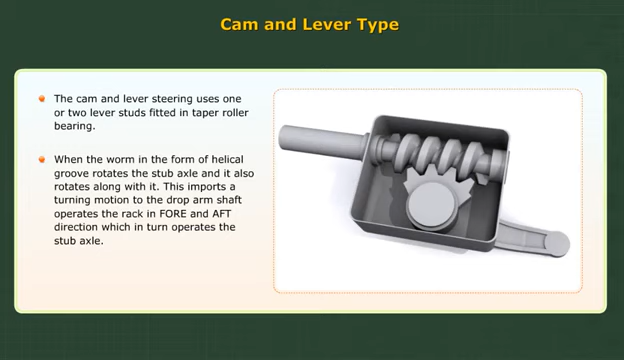 Cam and Lever Type
The cam and lever steering uses one
or two lever studs fitted in taper roller
bearing.
When the worm in the form of helical
groove rotates the stub axle and it also
rotates along with it. This imports a
turning motion to the drop arm shaft
operates the rack in FORE and AFT
direction which in turn operates the
stub axle.